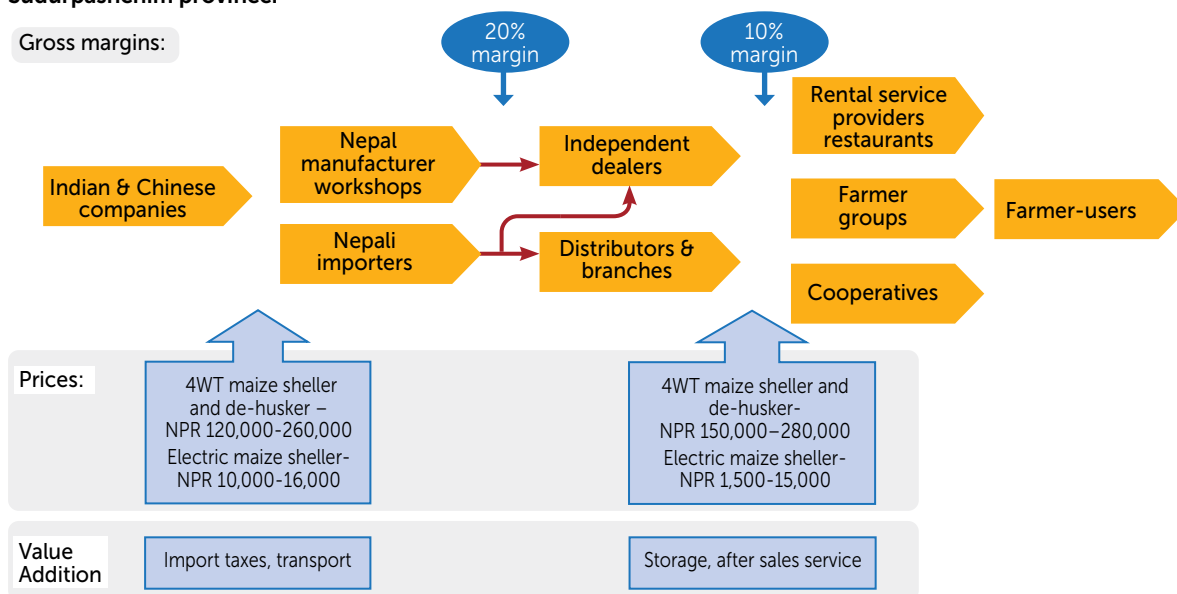 Gross margins:
20%
margin
10%
margin
Indian & Chinese
companies
Nepal
manufacturer
workshops
Nepali
importers
Independent
dealers
Distributors &
branches
Rental service
providers
restaurants
Farmer
groups
Cooperatives
Farmer-users
Prices:
4WT maize sheller
and de-husker –
NPR 120,000-260,000
Electric maize sheller-
NPR 10,000-16,000
4WT maize sheller and
de-husker-
NPR 150,000–280,000
Electric maize sheller-
NPR 1,500-15,000
Value
Addition
Import taxes, transport
Storage, after sales service